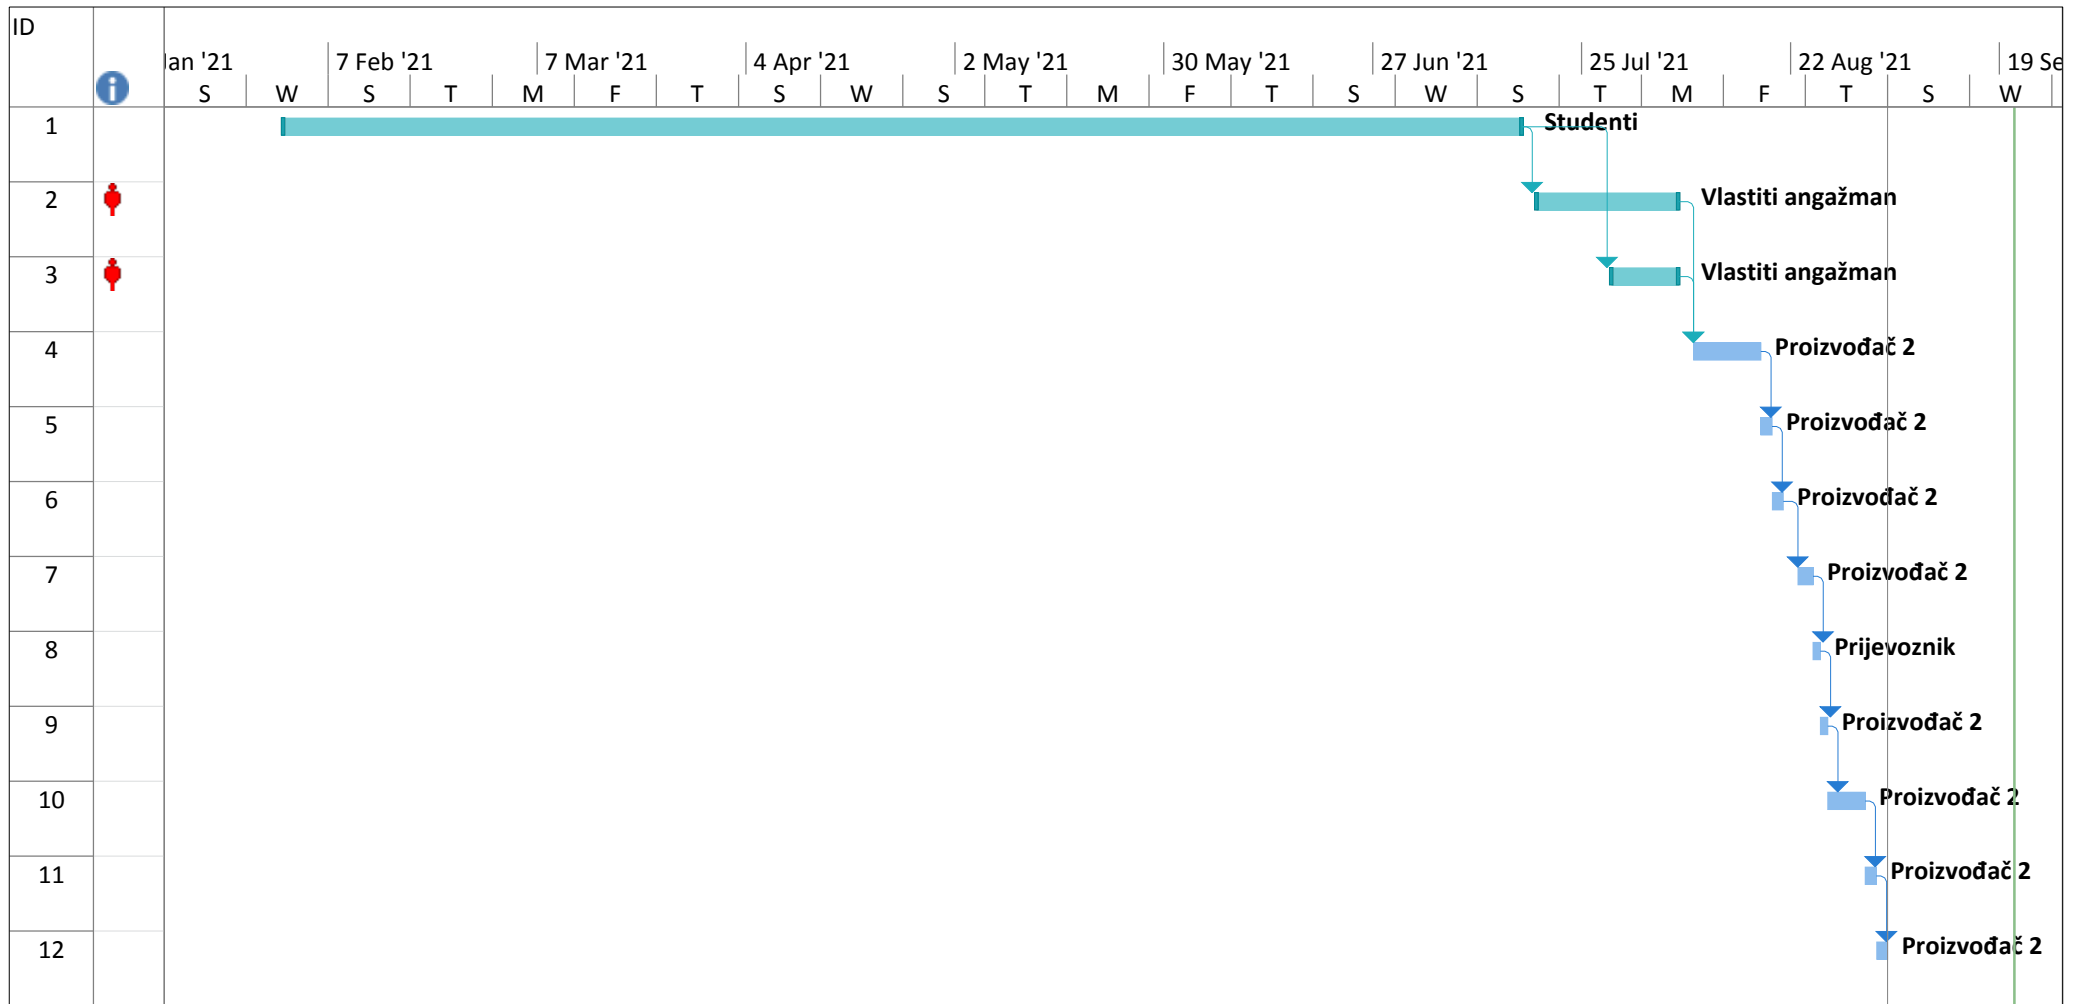 ID
Jan '21 7 Feb '21 7 Mar '21 4 Apr '21 2 May '21 30 May '21 27 Jun '21 25 Jul '21 22 Aug '21 19 Se
S W S T M F T S W S T M F T S W S T M F T S W
1 Studenti
2 Vlastiti angažman
3 Vlastiti angažman
4 Proizvođač 2
5 Proizvođač 2
6 Proizvođač 2
7 Proizvođač 2
8 Prijevoznik
9 Proizvođač 2
10 Proizvođač 2
11 Proizvođač 2
12 Proizvođač 2